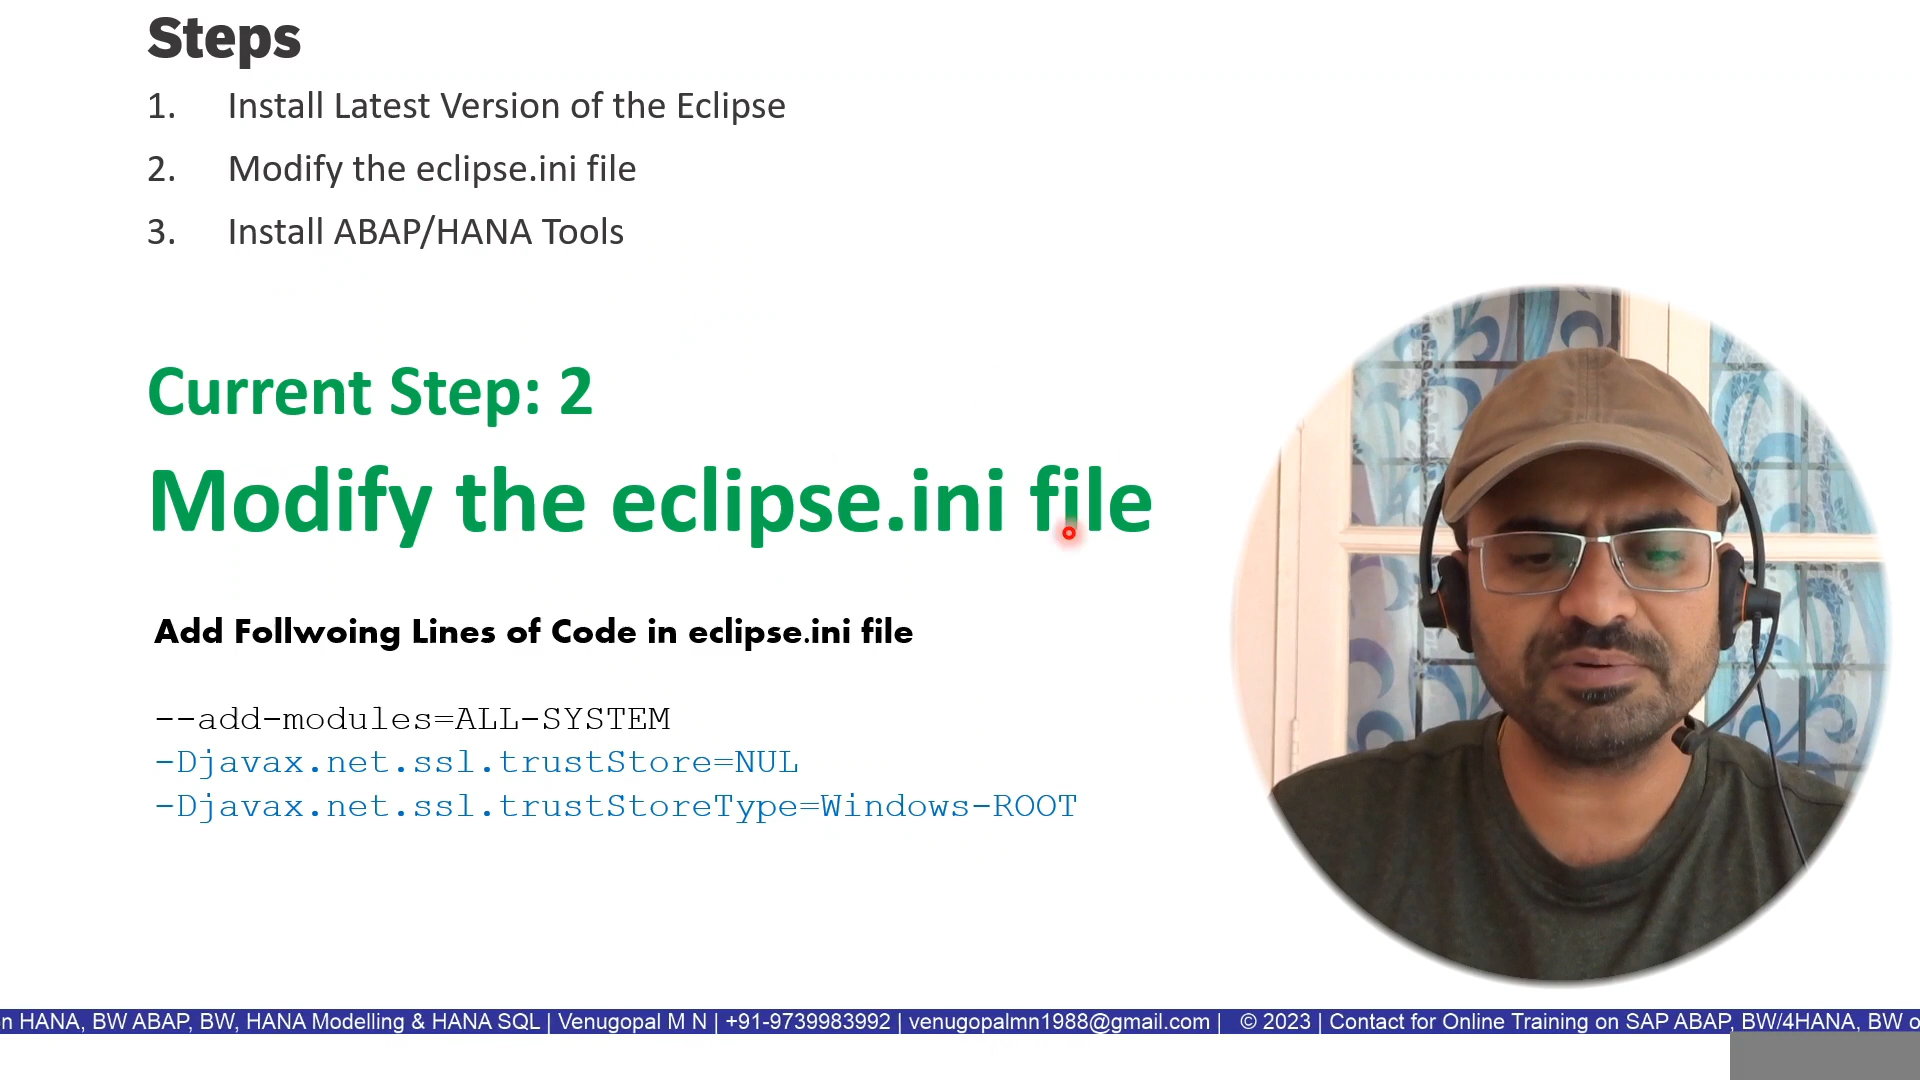 Steps
1. Install Latest Version of the Eclipse
2. Modify the eclipse.ini file
3. Install ABAP/HANA Tools
Current Step: 2
Modify the eclipse.ini file
Add Follwoing Lines of Code in eclipse.ini file
--add-modules=ALL-SYSTEM
-Djavax.net.ssl.trustStore=NUL
-Djavax.net.ssl.trustStoreType=Windows-ROOT
n HANA, BW ABAP, BW, HANA Modelling & HANA SQL | Venugopal M N | +91-9739983992 | venugopalmn1988@gmail.com | © 2023 | Contact for Online Training on SAP ABAP, BW/4HANA, BW o